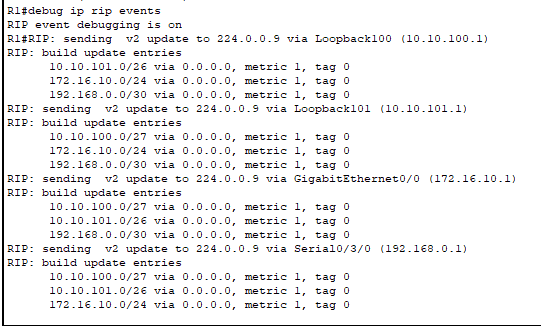 R1#debug ip rip events
RIP event debugging is on
R1#RIP: sending  v2 update to 224.0.0.9 via Loopback100 (10.10.100.1)
RIP: build update entries
      10.10.101.0/26 via 0.0.0.0, metric 1, tag 0
      172.16.10.0/24 via 0.0.0.0, metric 1, tag 0
      192.168.0.0/30 via 0.0.0.0, metric 1, tag 0
RIP: sending  v2 update to 224.0.0.9 via Loopback101 (10.10.101.1)
RIP: build update entries
      10.10.100.0/27 via 0.0.0.0, metric 1, tag 0
      172.16.10.0/24 via 0.0.0.0, metric 1, tag 0
      192.168.0.0/30 via 0.0.0.0, metric 1, tag 0
RIP: sending  v2 update to 224.0.0.9 via GigabitEthernet0/0 (172.16.10.1)
RIP: build update entries
      10.10.100.0/27 via 0.0.0.0, metric 1, tag 0
      10.10.101.0/26 via 0.0.0.0, metric 1, tag 0
      192.168.0.0/30 via 0.0.0.0, metric 1, tag 0
RIP: sending  v2 update to 224.0.0.9 via Serial0/3/0 (192.168.0.1)
RIP: build update entries
      10.10.100.0/27 via 0.0.0.0, metric 1, tag 0
      10.10.101.0/26 via 0.0.0.0, metric 1, tag 0
      172.16.10.0/24 via 0.0.0.0, metric 1, tag 0